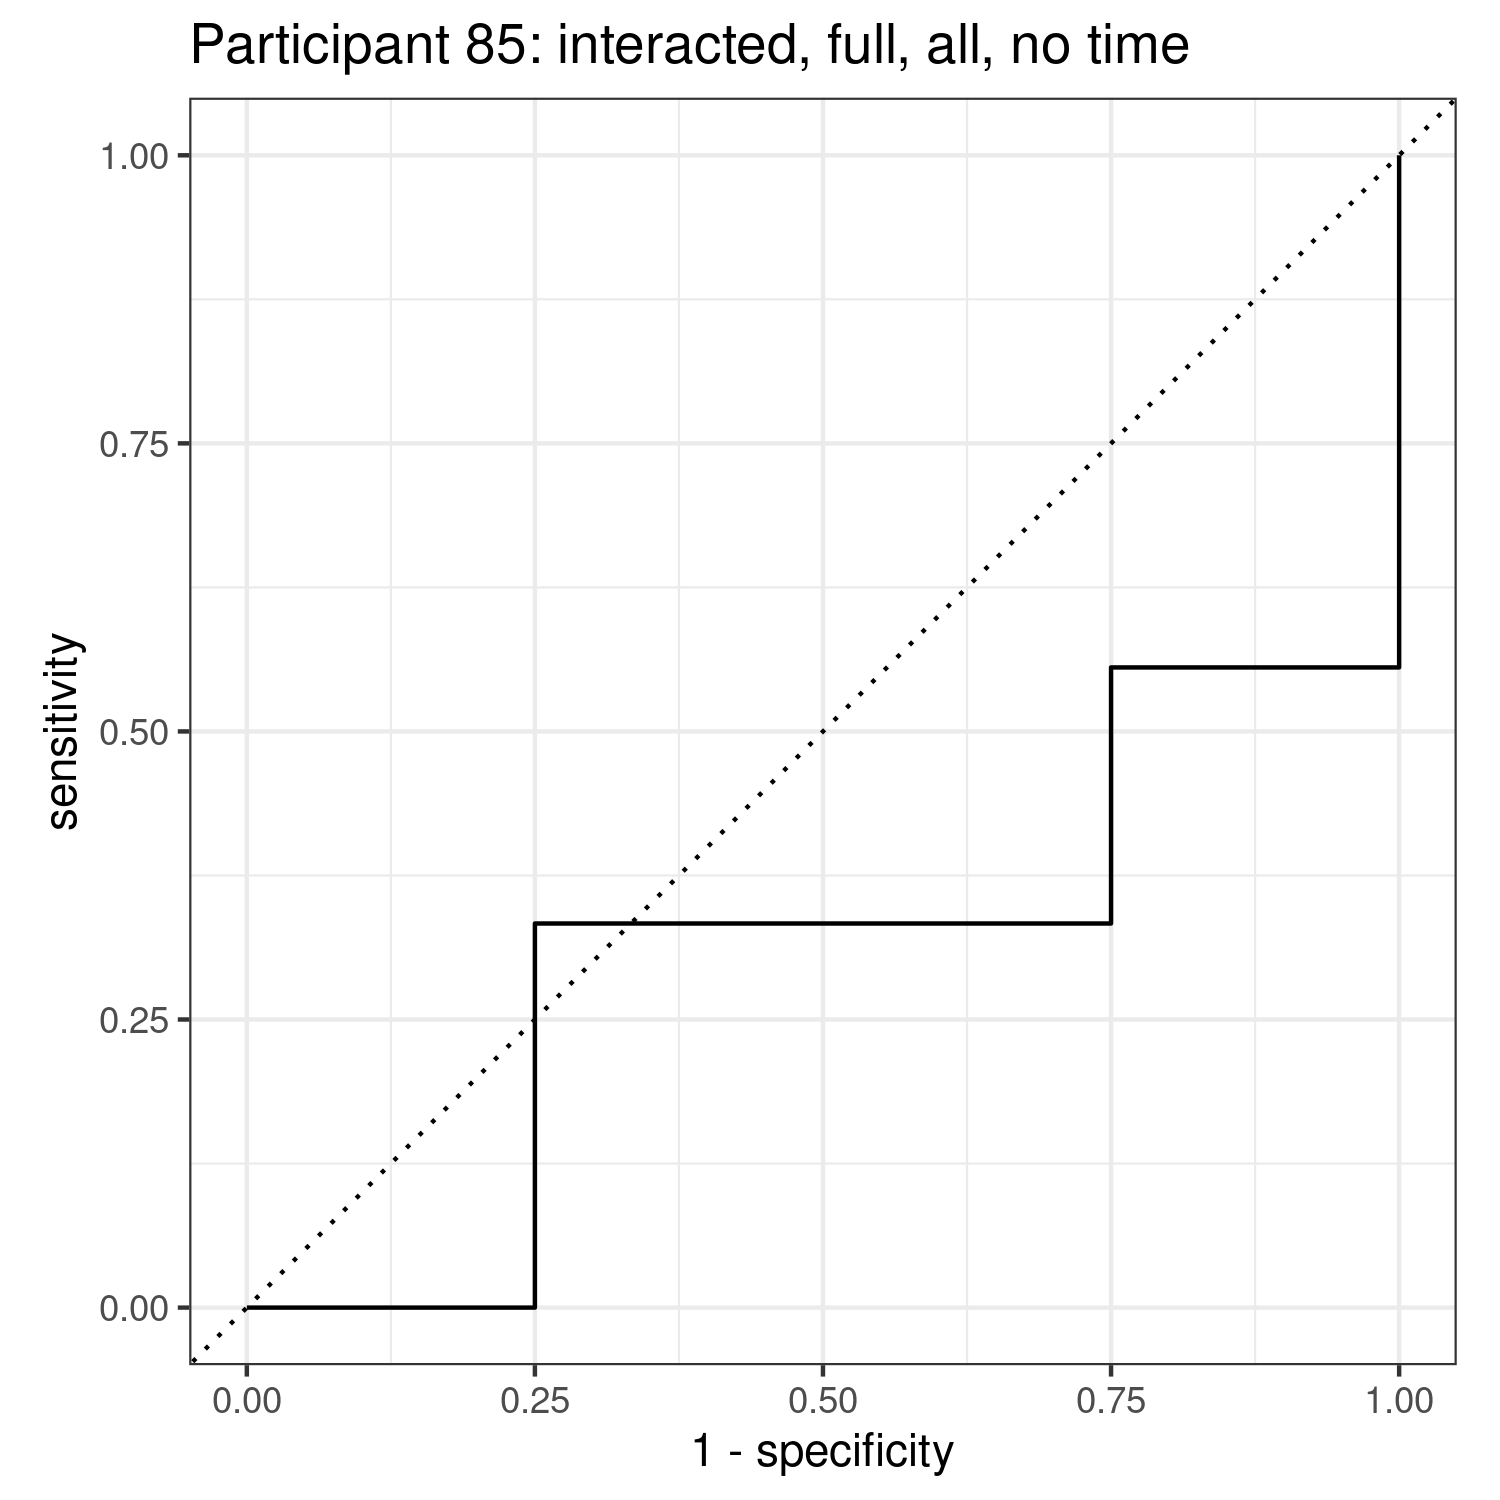 Participant 85: interacted, full, all, no time
1.00
0.75
0.50
0.25
0.00
sensitivity
0.00 0.25 0.50 0.75 1.00
1 - specificity